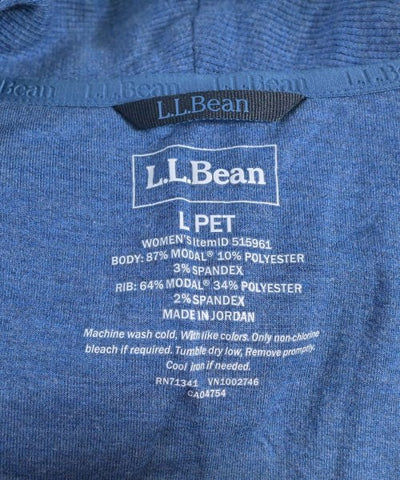 L.L.Bean L.L.Bean L.L.Bean L.L.Bean
L.L.Bean
L.L.Bean
L PET
WOMEN'S ItemID 515961
BODY: 87% MODAL® 10% POLYESTER
3% SPANDEX
RIB: 64% MODAL® 34% POLYESTER
2% SPANDEX
MADE IN JORDAN
Machine wash cold, With like colors. Only non-chlorine
bleach if required. Tumble dry low, Remove promptly.
Cool iron if needed.
RN71341 VN1002746
CA04754